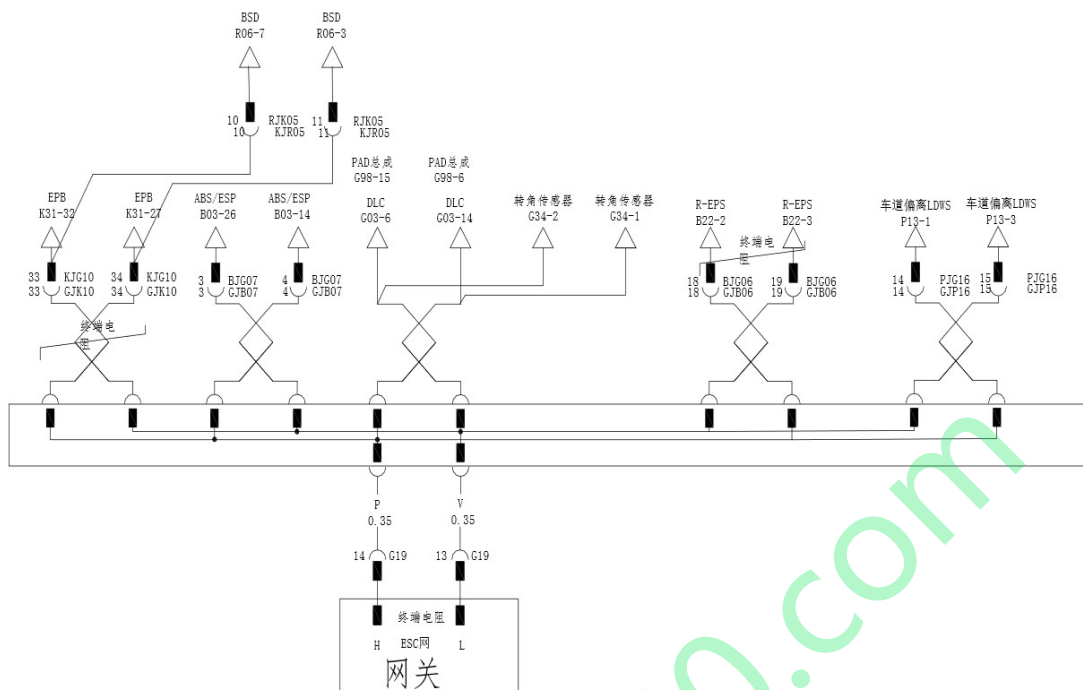 BSD
R06-7
BSD
R06-3
10
10
RJK05
KJR05
11
11
RJK05
KJR05
EPB
K31-32
EPB
K31-27
ABS/ESP
B03-26
ABS/ESP
B03-14
PAD总成
G98-15
DLC
G03-6
PAD总成
G98-6
DLC
G03-14
转角传感器
G34-2
转角传感器
G34-1
R-EPS
B22-2
R-EPS
B22-3
车道偏离LDWS
P13-1
车道偏离LDWS
P13-3
终端电
阻
33
33
KJG10
GJK10
34
34
KJG10
GJK10
3
3
BJG07
GJB07
4
4
BJG07
GJB07
18
18
BJG06
GJB06
19
19
BJG06
GJB06
14
14
PJG16
GJP16
15
15
PJG16
GJP16
终端电
阻
P
0.35
V
0.35
14
G19
13
G19
终端电阻
H
ESC网
L
网关